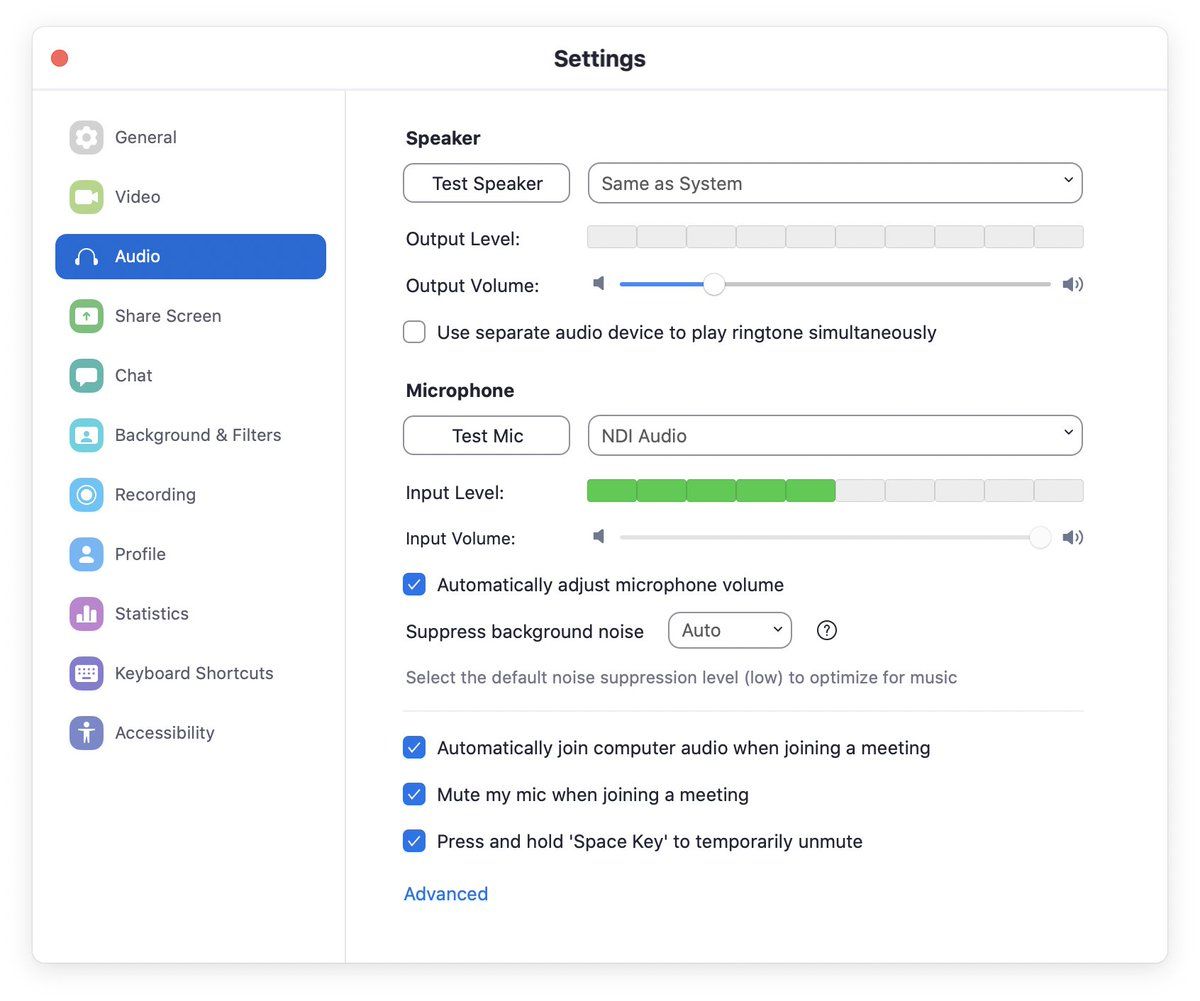 Settings
General
Video
Audio
Share Screen
Chat
Background & Filters
Recording
Profile
Statistics
Keyboard Shortcuts
Accessibility
Speaker
Test Speaker
Same as System
Output Level:
Output Volume:
Use separate audio device to play ringtone simultaneously
Microphone
Test Mic
NDI Audio
Input Level:
Input Volume:
Automatically adjust microphone volume
Suppress background noise
Auto
?
Select the default noise suppression level (low) to optimize for music
Automatically join computer audio when joining a meeting
Mute my mic when joining a meeting
Press and hold 'Space Key' to temporarily unmute
Advanced